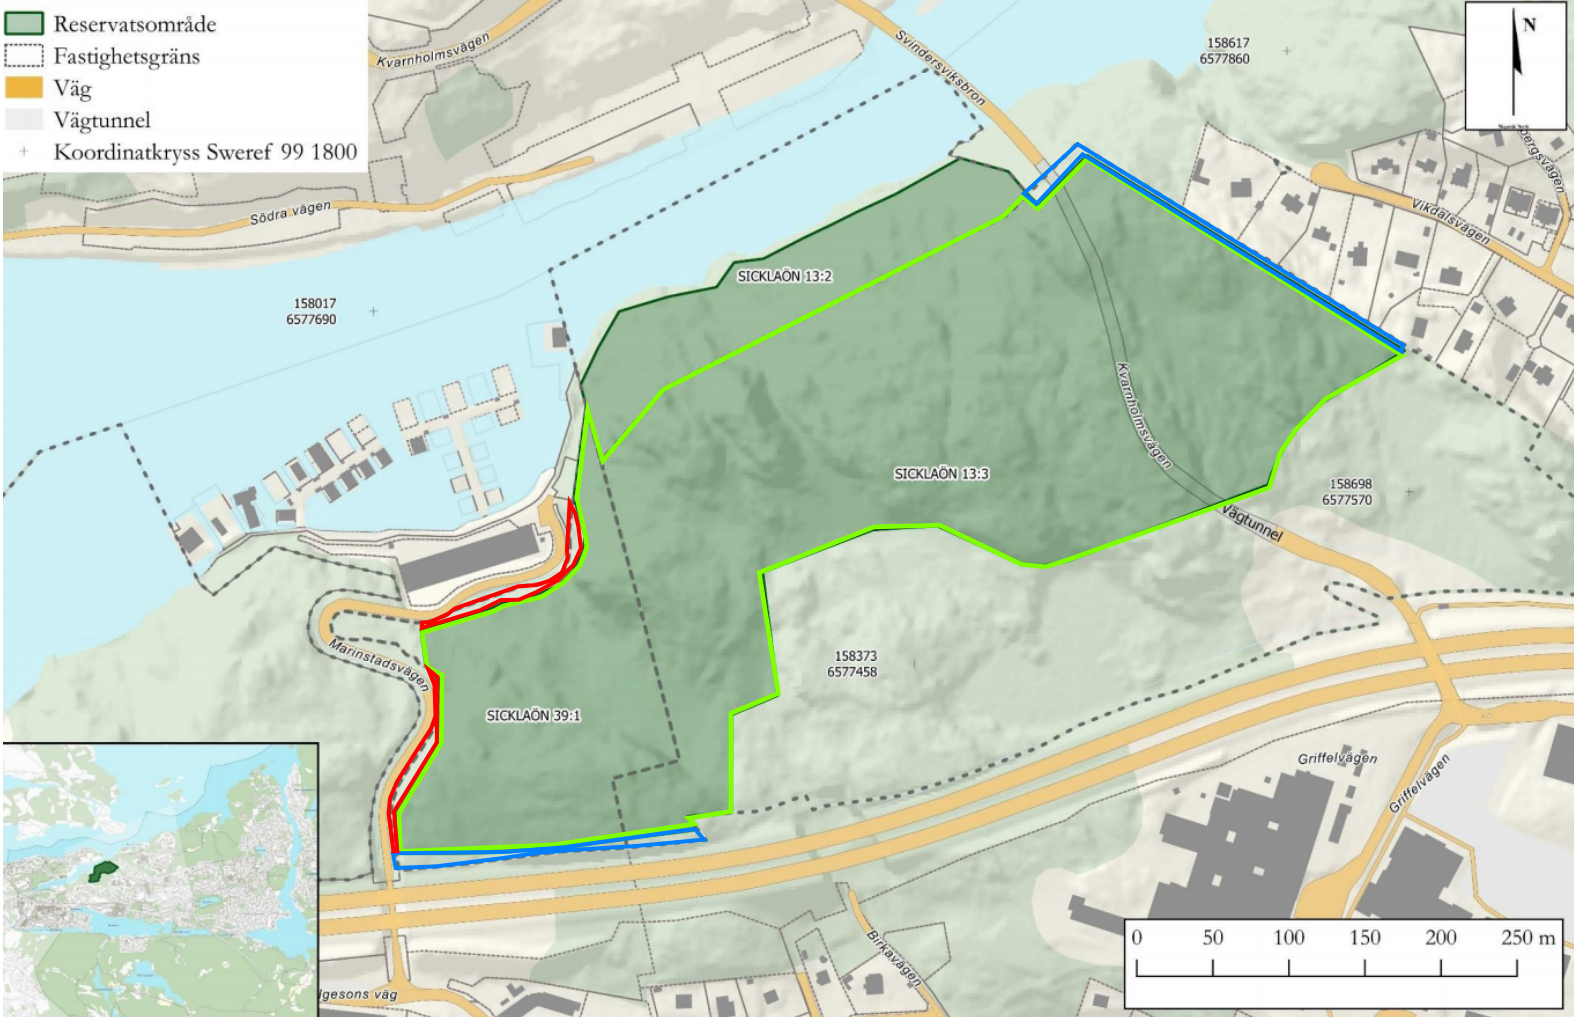 Reservatsområde
Fastighetsgräns
Väg
Vägtunnel
Koordinatkryss Sweref 99 1800
Kvarnholmsvägen
Svindersviksbron
158617
6577860
N
Södra vägen
Vikdalsvägen
SICKLAÖN 13:2
158017
6577690
Kvarnholmsvägen
SICKLAÖN 13:3
158698
6577570
Vägtunnel
Marinstadsvägen
158373
6577458
SICKLAÖN 39:1
Griffelvägen
Griffelvägen
Birkavägen
lgesons väg
0 50 100 150 200 250 m